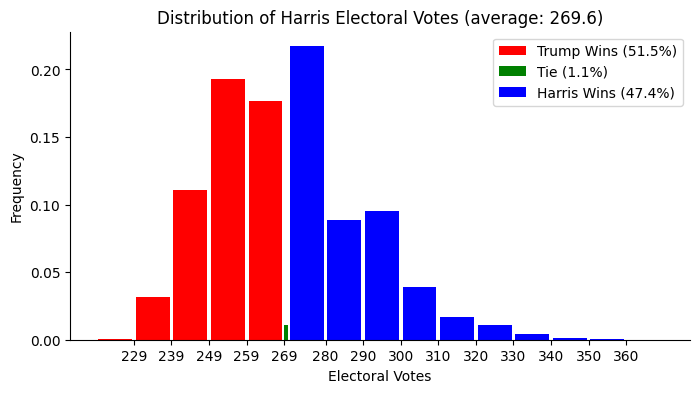 Distribution of Harris Electoral Votes (average: 269.6)
Trump Wins (51.5%)
Tie (1.1%)
Harris Wins (47.4%)
0.20
0.15
0.10
0.05
0.00
Frequency
229 239 249 259 269 280 290 300 310 320 330 340 350 360
Electoral Votes